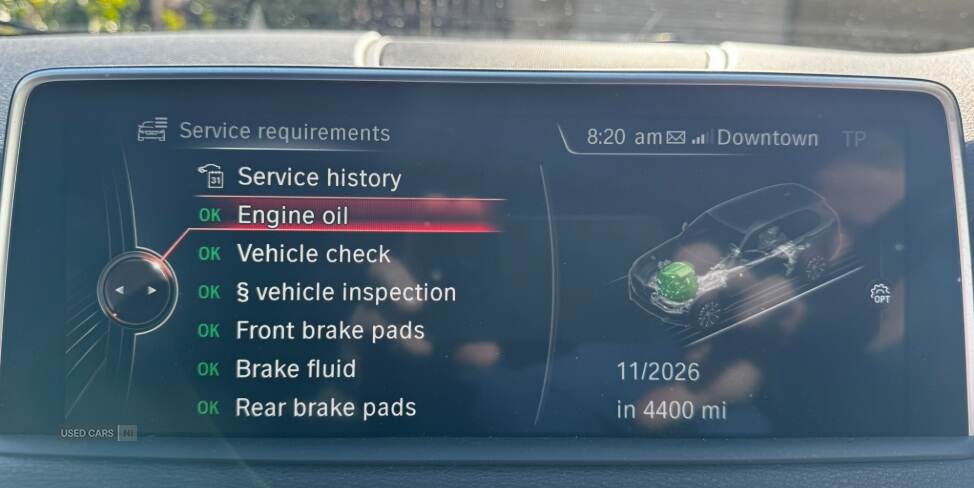 Service requirements
8:20 am Downtown TP
31 Service history
OK Engine oil
OK Vehicle check
OK § vehicle inspection
OPT
OK Front brake pads
OK Brake fluid
11/2026
OK Rear brake pads
in 4400 mi
USED CARS NI